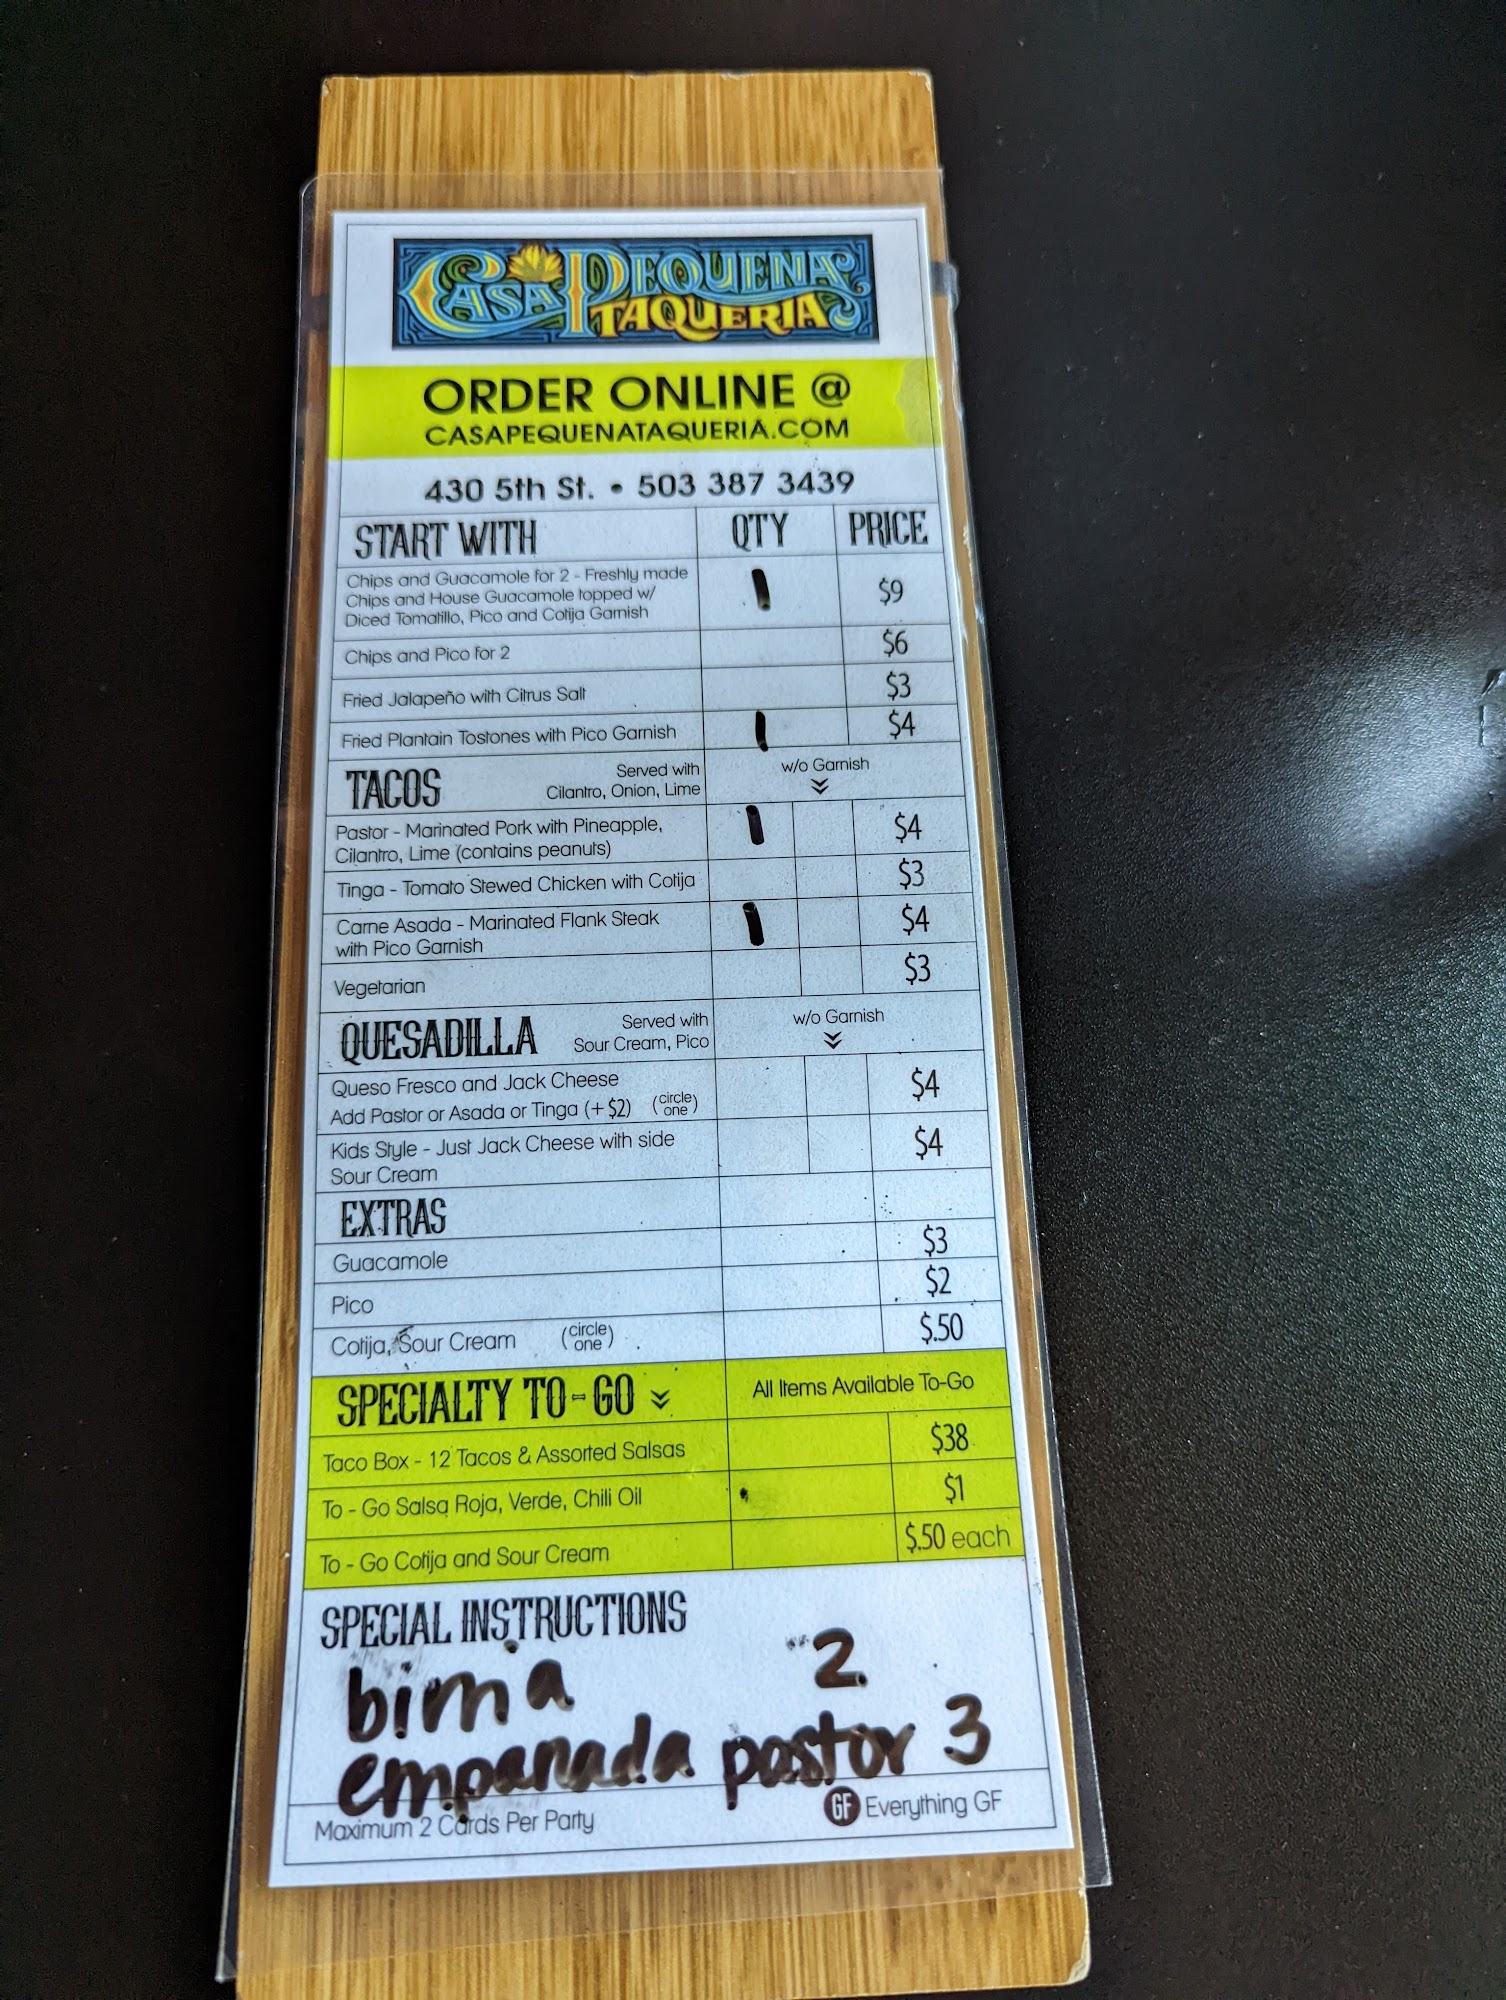 CASA PEQUENA
TAQUERIA
ORDER ONLINE @
CASAPEQUENATAQUERIA.COM
430 5th St. • 503 387 3439
START WITH QTY PRICE
Chips and Guacamole for 2 - Freshly made
Chips and House Guacamole topped w/
Diced Tomatillo, Pico and Cotija Garnish
1 $9
Chips and Pico for 2 $6
Fried Jalapeño with Citrus Salt $3
Fried Plantain Tostones with Pico Garnish 1 $4
TACOS Served with
Cilantro, Onion, Lime
w/o Garnish
Pastor - Marinated Pork with Pineapple,
Cilantro, Lime (contains peanuts)
1 $4
Tinga - Tomato Stewed Chicken with Cotija $3
Carne Asada - Marinated Flank Steak
with Pico Garnish
1 $4
Vegetarian $3
QUESADILLA Served with
Sour Cream, Pico
w/o Garnish
Queso Fresco and Jack Cheese
Add Pastor or Asada or Tinga (+$2) (circle one)
$4
Kids Style - Just Jack Cheese with side
Sour Cream
$4
EXTRAS
Guacamole $3
Pico $2
Cotija, Sour Cream (circle one) $.50
SPECIALTY TO-GO All Items Available To-Go
Taco Box - 12 Tacos & Assorted Salsas $38
To - Go Salsa Roja, Verde, Chili Oil $1
To - Go Cotija and Sour Cream $.50 each
SPECIAL INSTRUCTIONS
birria 2
empanada pastor 3
Maximum 2 Cards Per Party GF Everything GF